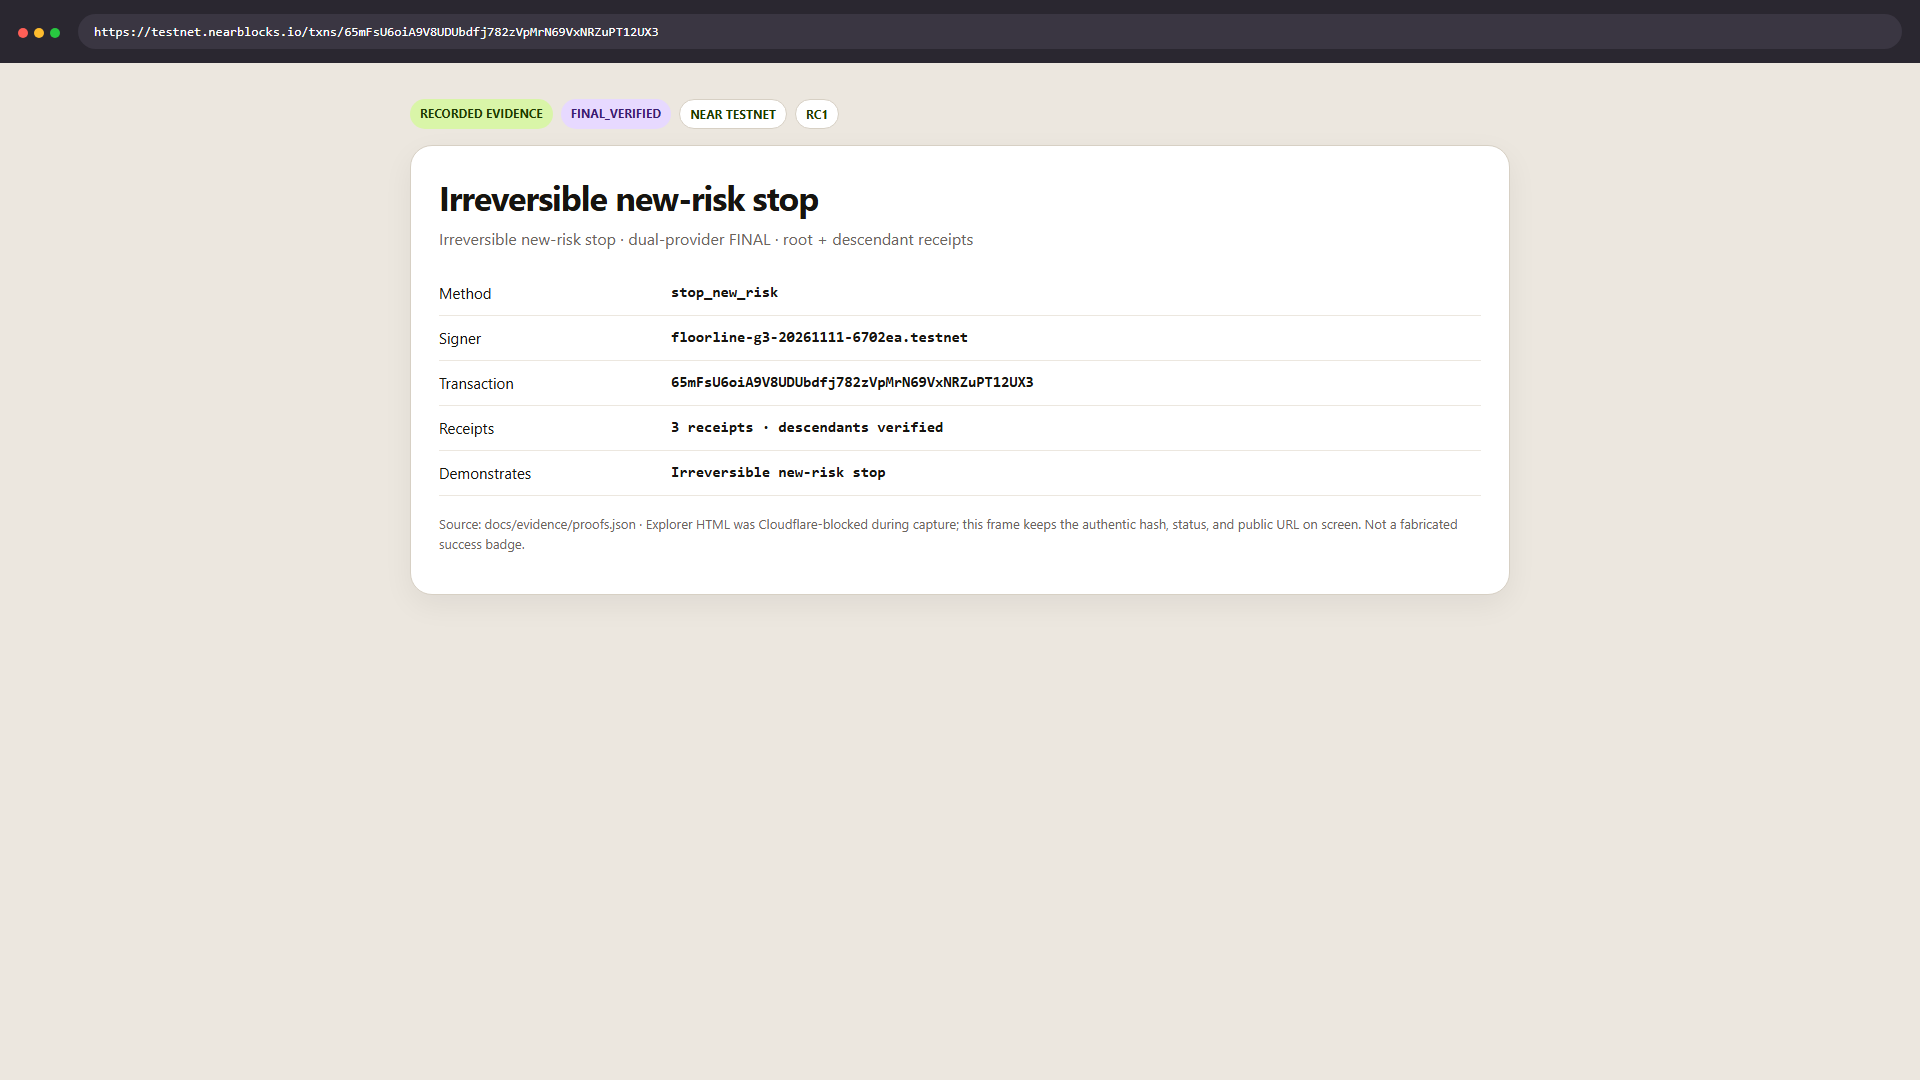 https://testnet.nearblocks.io/txns/65mFsU6oiA9V8UDUbdfj782zVpMrN69VxNRZuPT12UX3
RECORDED EVIDENCE FINAL_VERIFIED NEAR TESTNET RC1
Irreversible new-risk stop
Irreversible new-risk stop · dual-provider FINAL · root + descendant receipts
Method stop_new_risk
Signer floorline-g3-20261111-6702ea.testnet
Transaction 65mFsU6oiA9V8UDUbdfj782zVpMrN69VxNRZuPT12UX3
Receipts 3 receipts · descendants verified
Demonstrates Irreversible new-risk stop
Source: docs/evidence/proofs.json · Explorer HTML was Cloudflare-blocked during capture; this frame keeps the authentic hash, status, and public URL on screen. Not a fabricated
success badge.